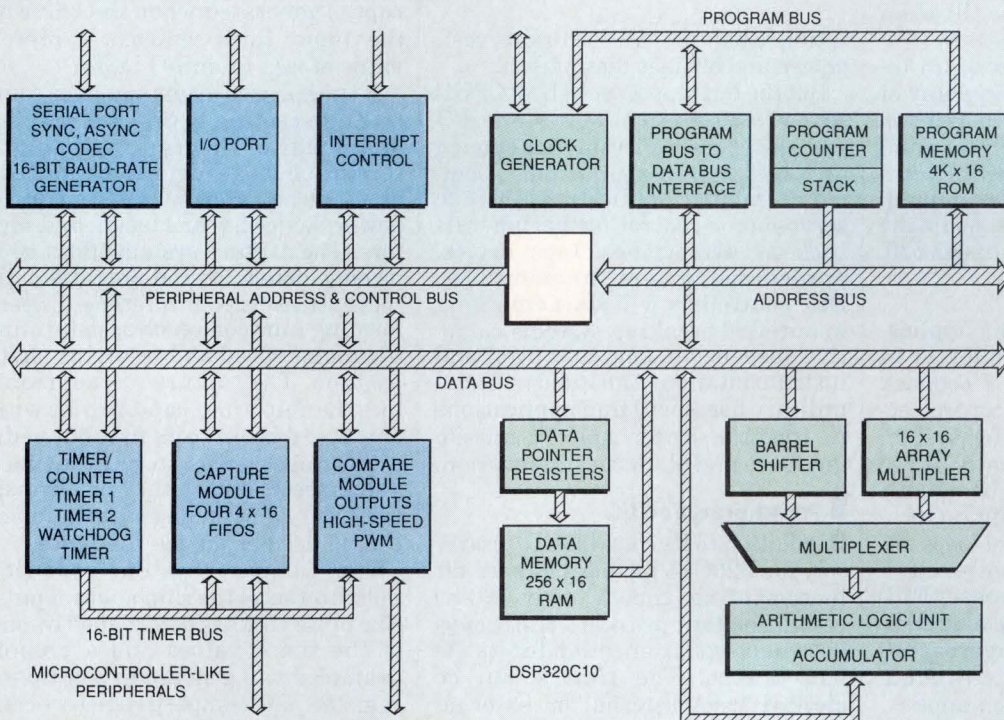 PROGRAM BUS
SERIAL PORT
SYNC, ASYNC
CODEC
16-BIT BAUD-RATE
GENERATOR
I/O PORT
INTERRUPT
CONTROL
CLOCK
GENERATOR
PROGRAM
BUS TO
DATA BUS
INTERFACE
PROGRAM
COUNTER
STACK
PROGRAM
MEMORY
4K x 16
ROM
PERIPHERAL ADDRESS & CONTROL BUS
ADDRESS BUS
DATA BUS
TIMER/
COUNTER
TIMER 1
TIMER 2
WATCHDOG
TIMER
CAPTURE
MODULE
FOUR 4 x 16
FIFOS
COMPARE
MODULE
OUTPUTS
HIGH-SPEED
PWM
DATA
POINTER
REGISTERS
DATA
MEMORY
256 x 16
RAM
BARREL
SHIFTER
16 x 16
ARRAY
MULTIPLIER
MULTIPLEXER
ARITHMETIC LOGIC UNIT
ACCUMULATOR
16-BIT TIMER BUS
MICROCONTROLLER-LIKE
PERIPHERALS
DSP320C10